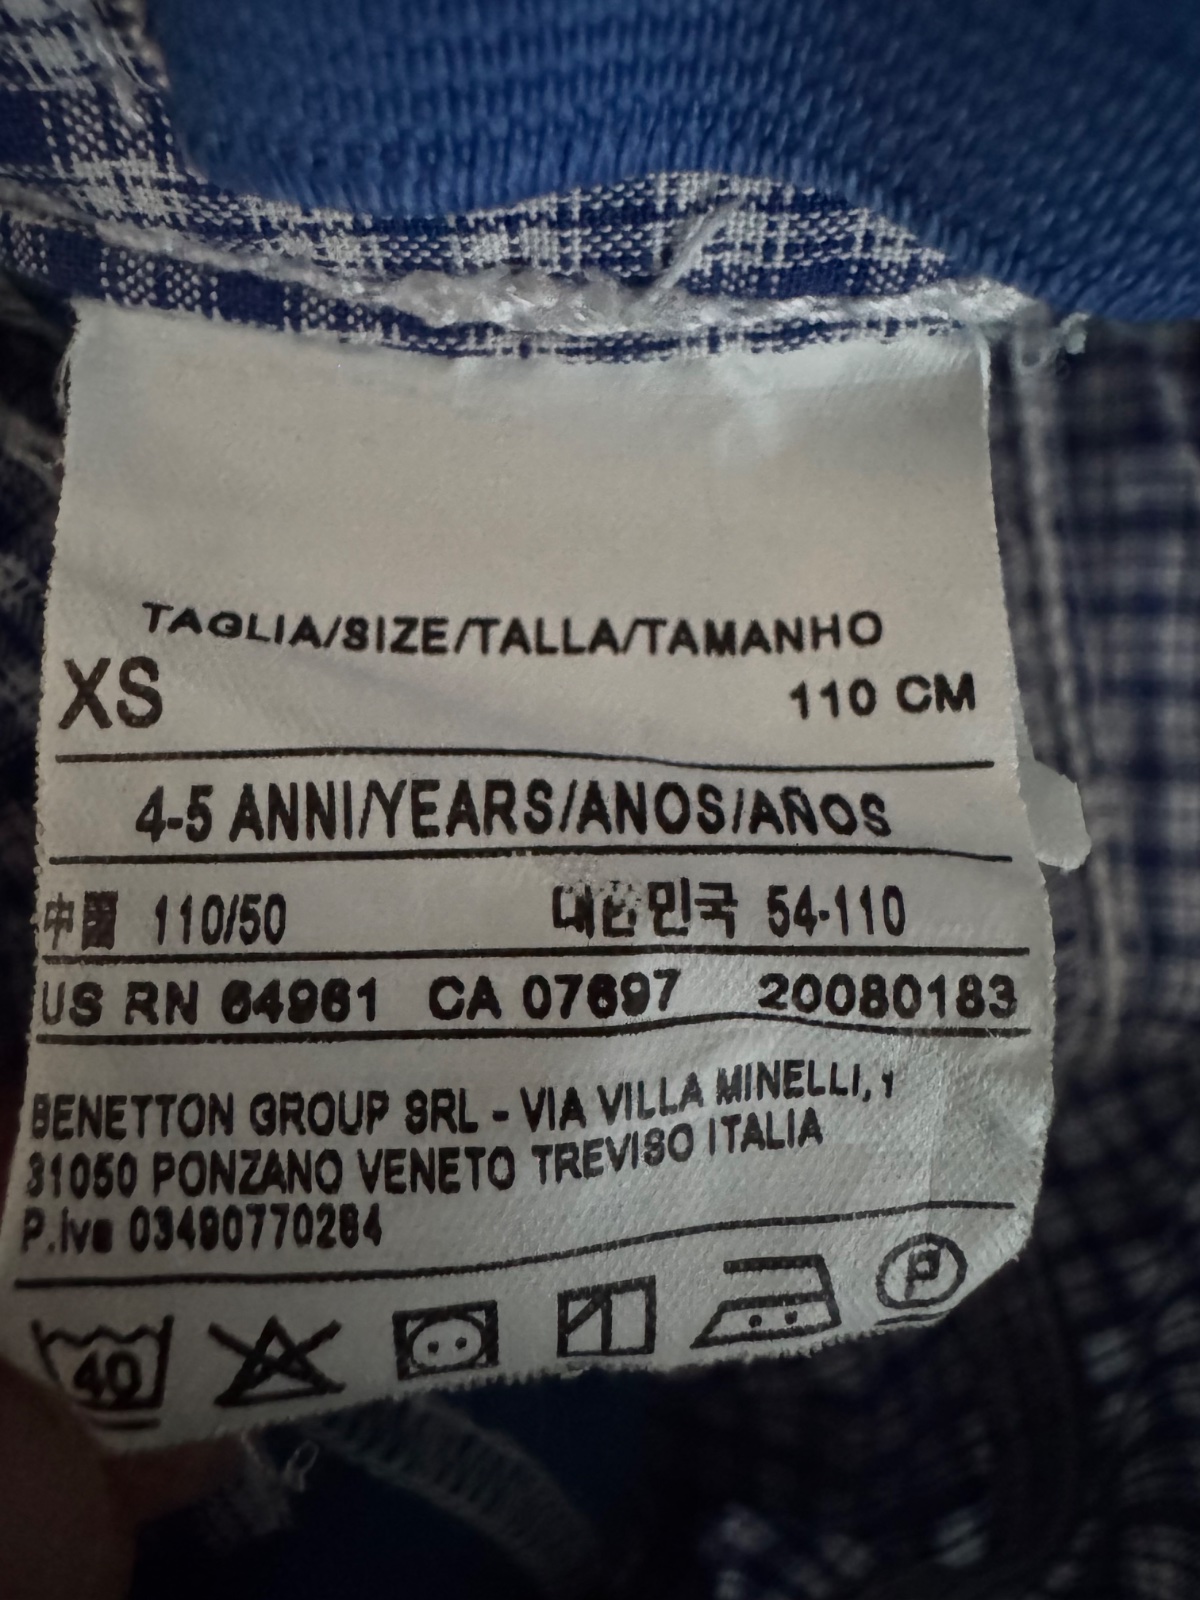 TAGLIA/SIZE/TALLA/TAMANHO
XS 110 CM
4-5 ANNI/YEARS/ANOS/AÑOS
中國 110/50 대한민국 54-110
US RN 64961 CA 07697 20080183
BENETTON GROUP SRL - VIA VILLA MINELLI, 1
31050 PONZANO VENETO TREVISO ITALIA
P.iva 03490770264
40
P